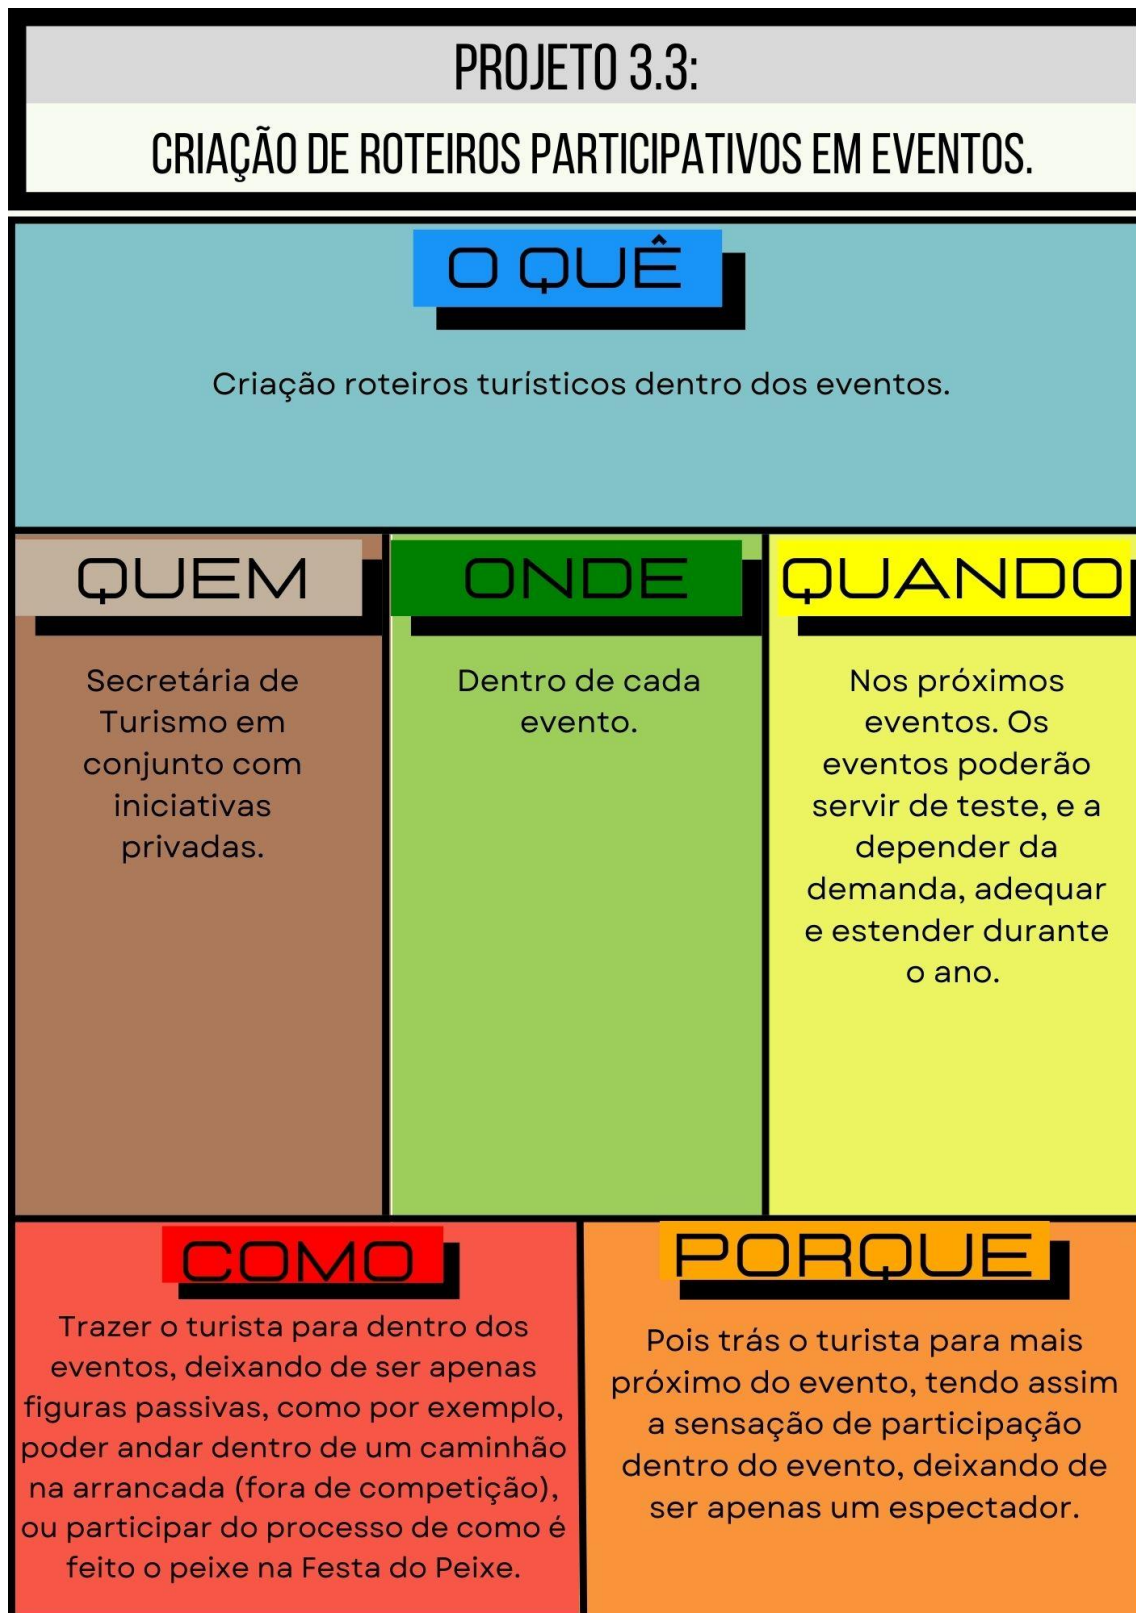 PROJETO 3.3:
CRIAÇÃO DE ROTEIROS PARTICIPATIVOS EM EVENTOS.
O QUÊ
Criação roteiros turísticos dentro dos eventos.
QUEM
Secretária de
Turismo em
conjunto com
iniciativas
privadas.
ONDE
Dentro de cada
evento.
QUANDO
Nos próximos
eventos. Os
eventos poderão
servir de teste, e a
depender da
demanda, adequar
e estender durante
o ano.
COMO
Trazer o turista para dentro dos
eventos, deixando de ser apenas
figuras passivas, como por exemplo,
poder andar dentro de um caminhão
na arrancada (fora de competição),
ou participar do processo de como é
feito o peixe na Festa do Peixe.
PORQUE
Pois trás o turista para mais
próximo do evento, tendo assim
a sensação de participação
dentro do evento, deixando de
ser apenas um espectador.